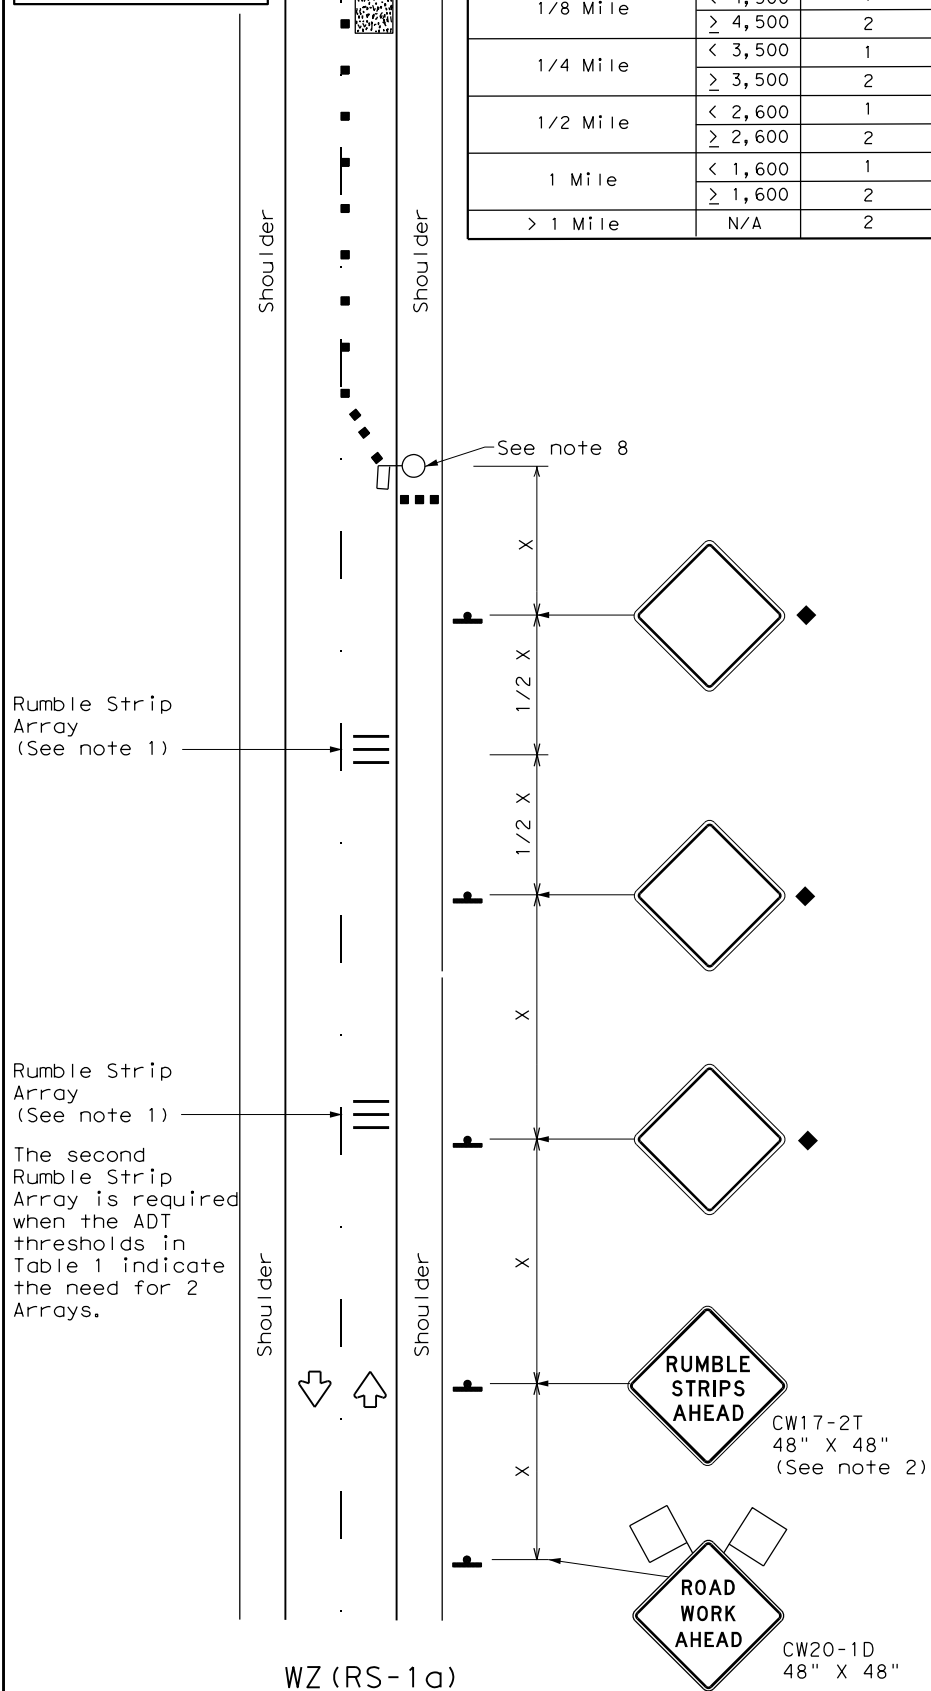 1/8 Mile
≥ 4,500 2
1/4 Mile
< 3,500 1
≥ 3,500 2
1/2 Mile
< 2,600 1
≥ 2,600 2
1 Mile
< 1,600 1
≥ 1,600 2
> 1 Mile N/A 2
Shoulder
Shoulder
See note 8
X
1/2 X
Rumble Strip
Array
(See note 1)
1/2 X
X
Rumble Strip
Array
(See note 1)
The second
Rumble Strip
Array is required
when the ADT
thresholds in
Table 1 indicate
the need for 2
Arrays.
X
Shoulder
Shoulder
RUMBLE
STRIPS
AHEAD
CW17-2T
48" X 48"
(See note 2)
X
ROAD
WORK
AHEAD
CW20-1D
48" X 48"
WZ(RS-1a)